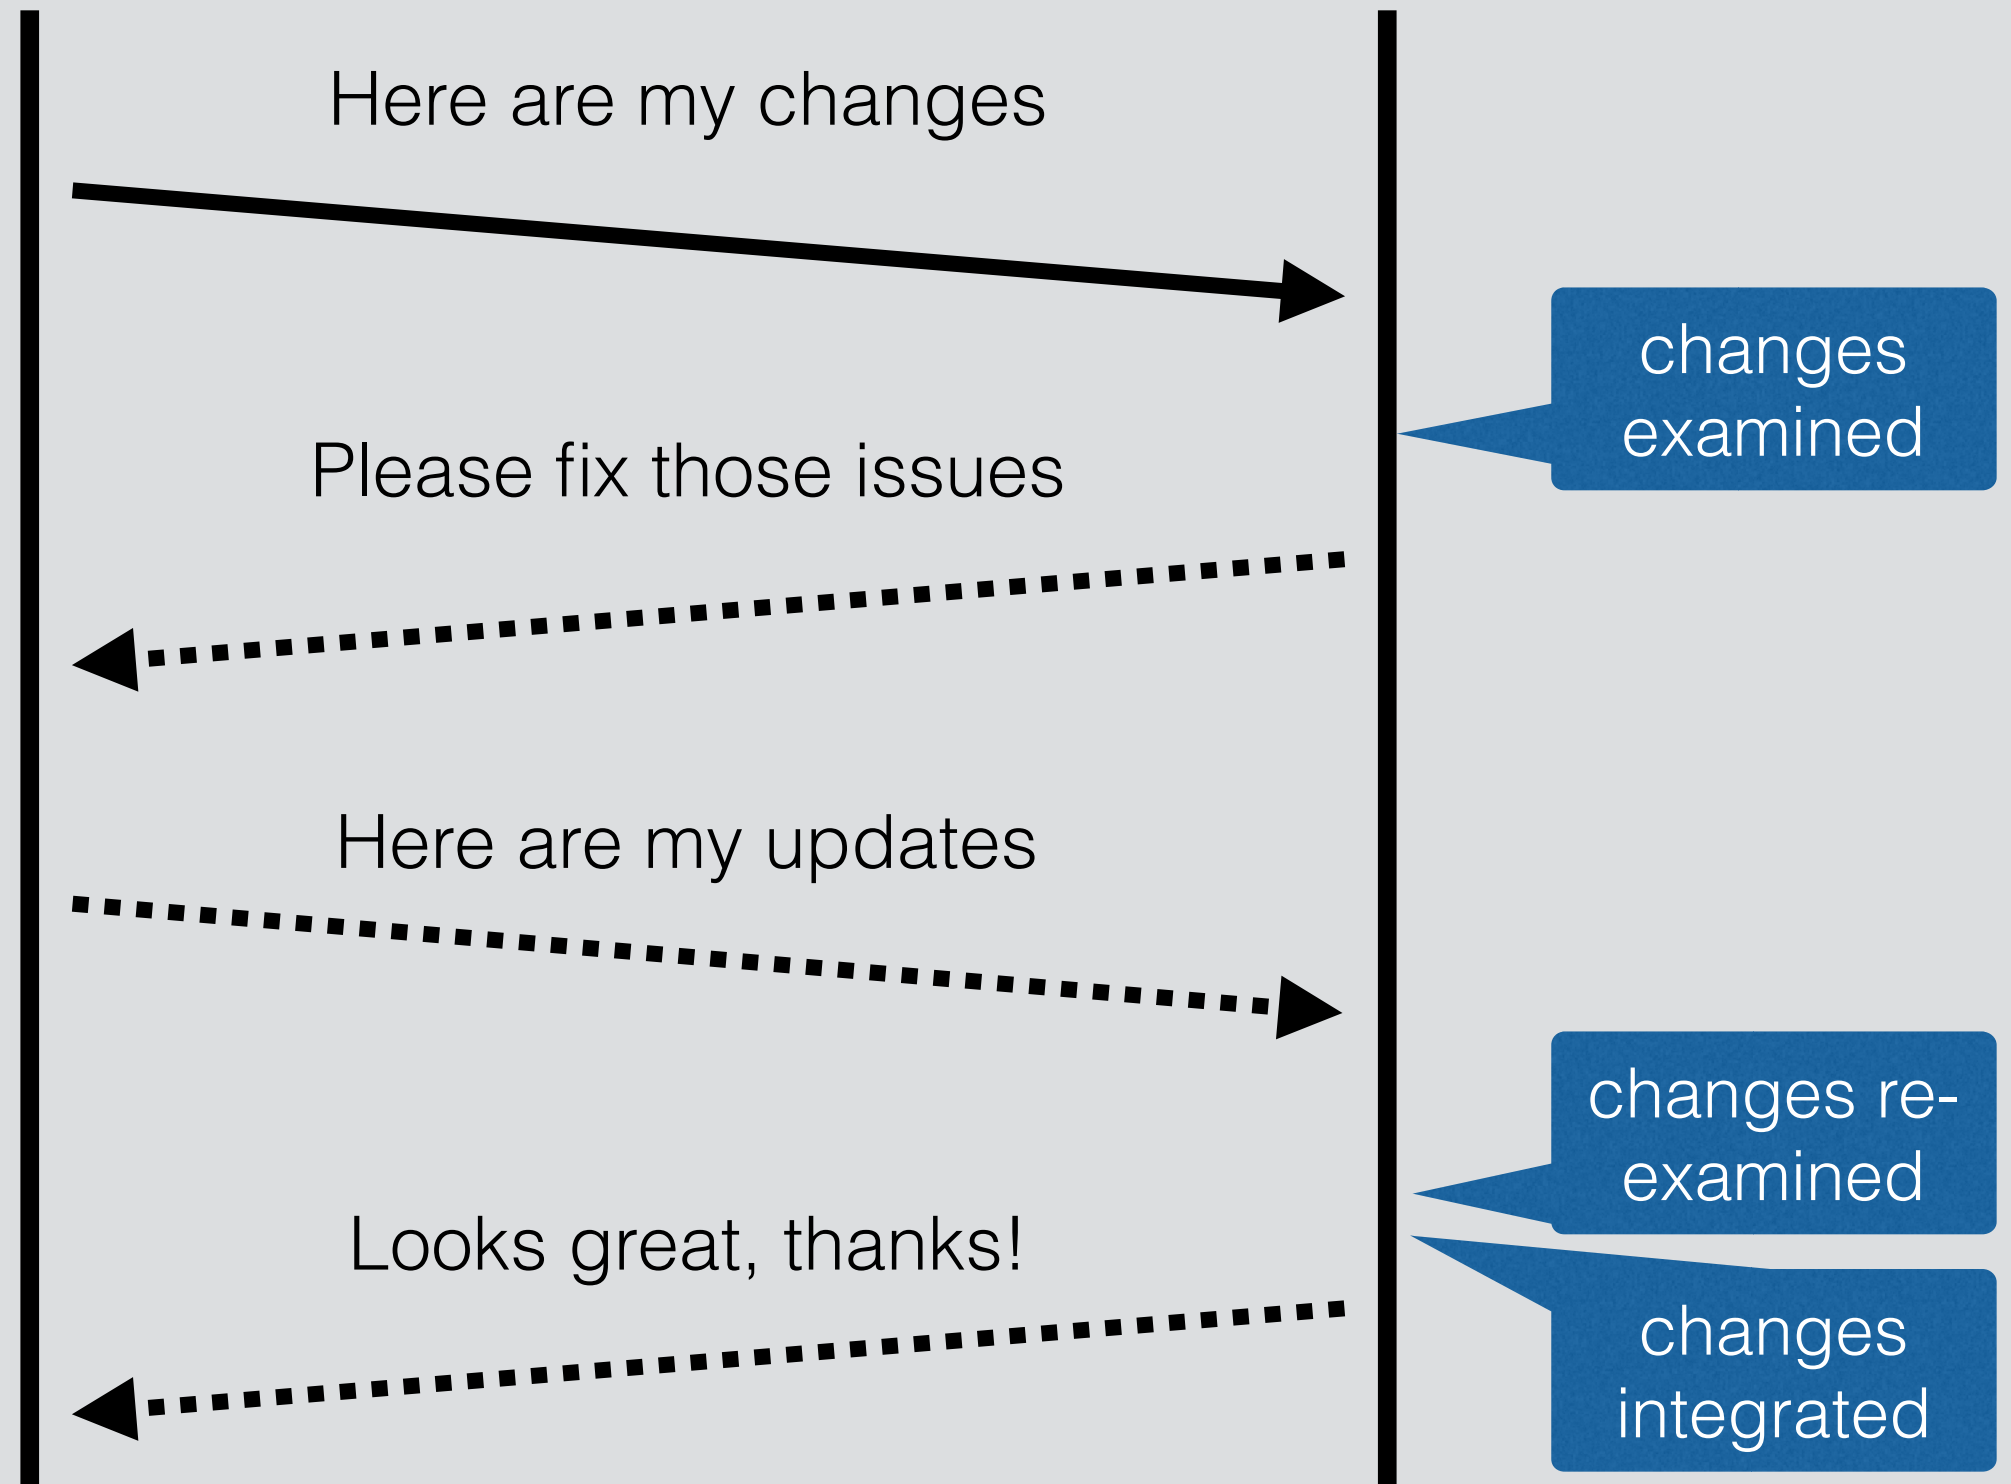 Here are my changes
changes
examined
Please fix those issues
Here are my updates
changes re-
examined
Looks great, thanks!
changes
integrated